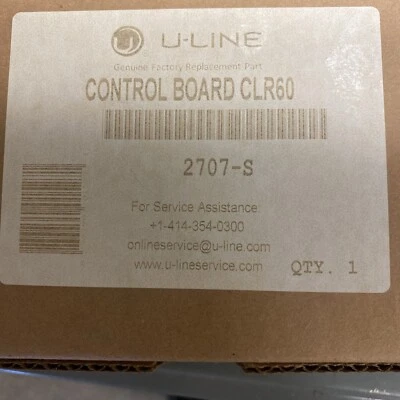 U-LINE
Genuine Factory Replacement Part
CONTROL BOARD CLR60
2707-S
For Service Assistance:
+1-414-354-0300
onlineservice@u-line.com
www.u-lineservice.com
QTY. 1